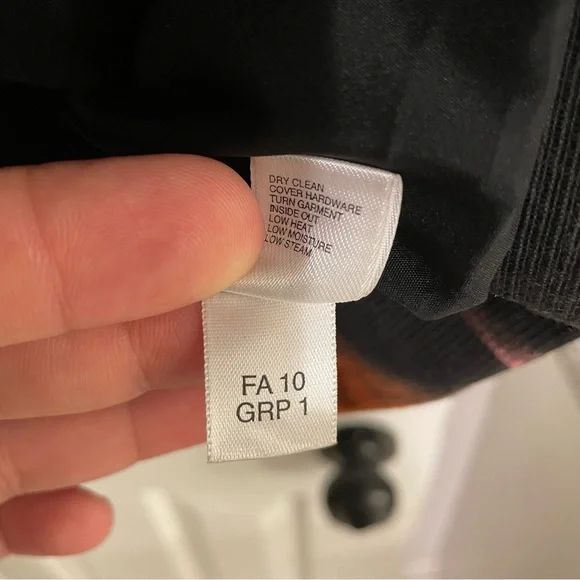 DRY CLEAN
COVER HARDWARE
TURN GARMENT
INSIDE OUT
LOW HEAT
LOW MOISTURE
LOW STEAM
FA 10
GRP 1